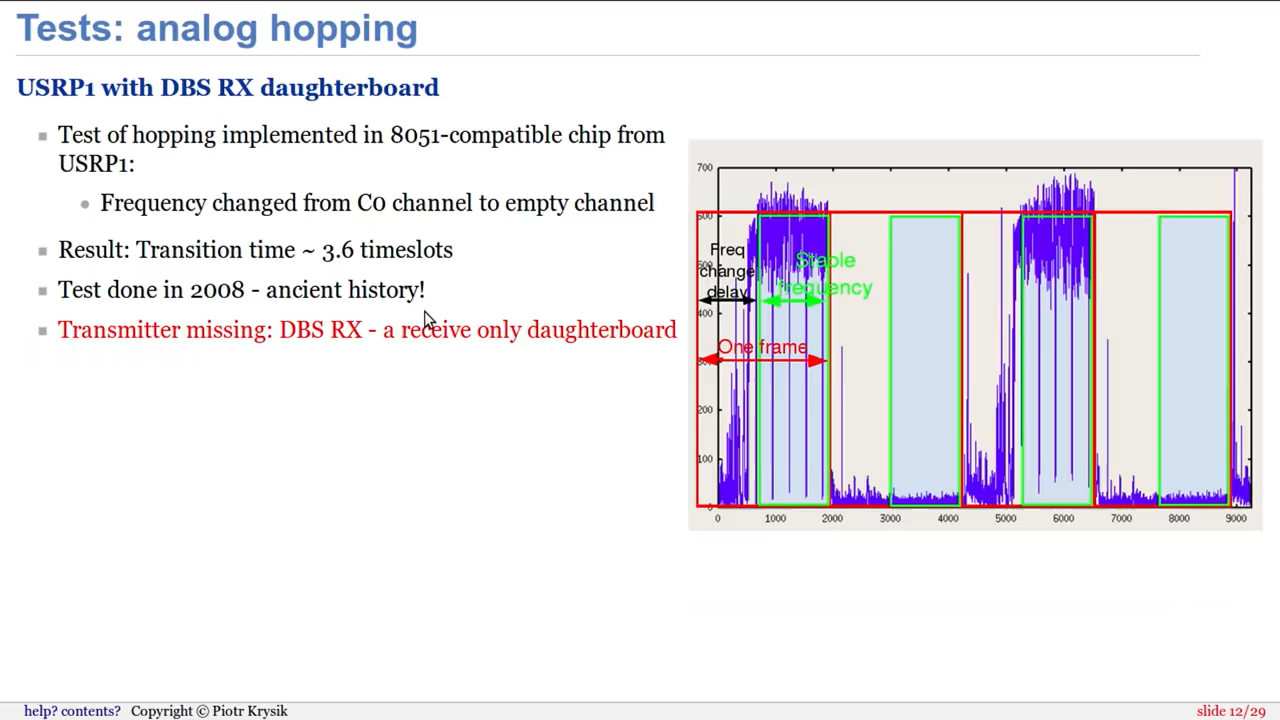 Tests: analog hopping
USRP1 with DBS RX daughterboard
Test of hopping implemented in 8051-compatible chip from
USRP1:
Frequency changed from C0 channel to empty channel
Result: Transition time ~ 3.6 timeslots
Test done in 2008 - ancient history!
Transmitter missing: DBS RX - a receive only daughterboard
700
600
500
400
300
200
100
0
Freq
change
delay
Stable
frequency
One frame
0 1000 2000 3000 4000 5000 6000 7000 8000 9000
help? contents? Copyright © Piotr Krysik
slide 12/29